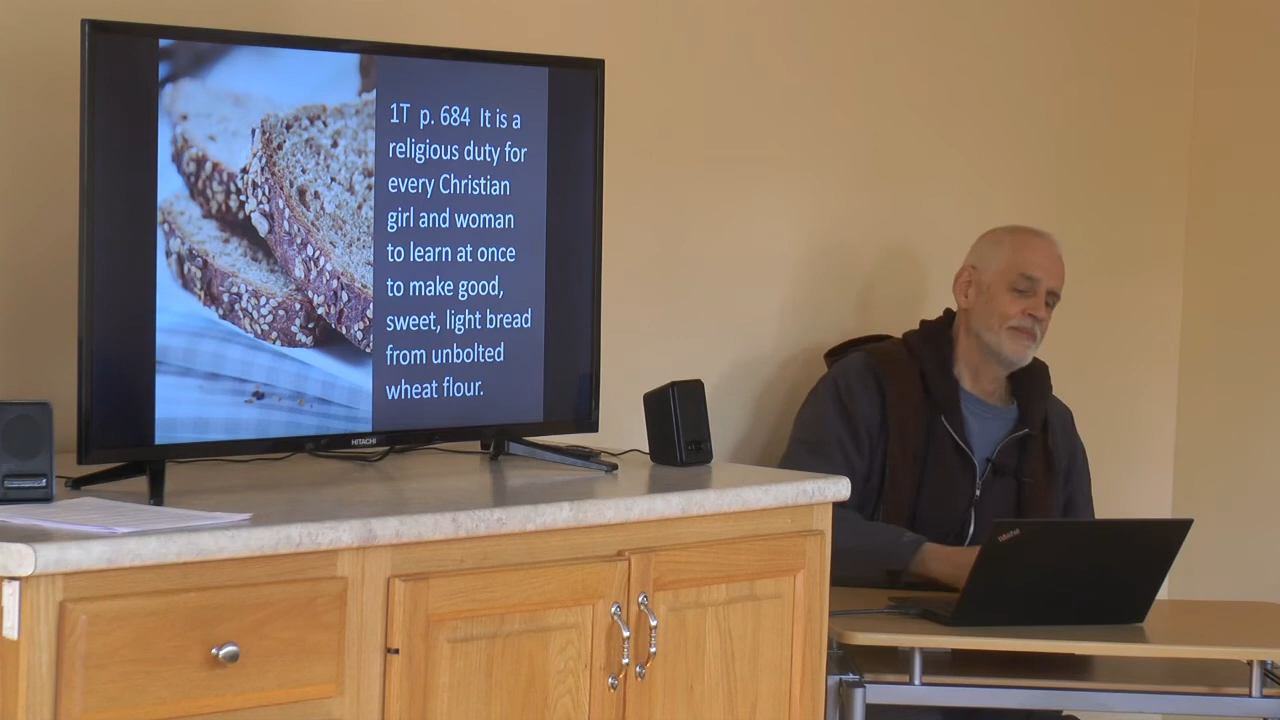 1T p. 684 It is a
religious duty for
every Christian
girl and woman
to learn at once
to make good,
sweet, light bread
from unbolted
wheat flour.
HITACHI
ThinkPad